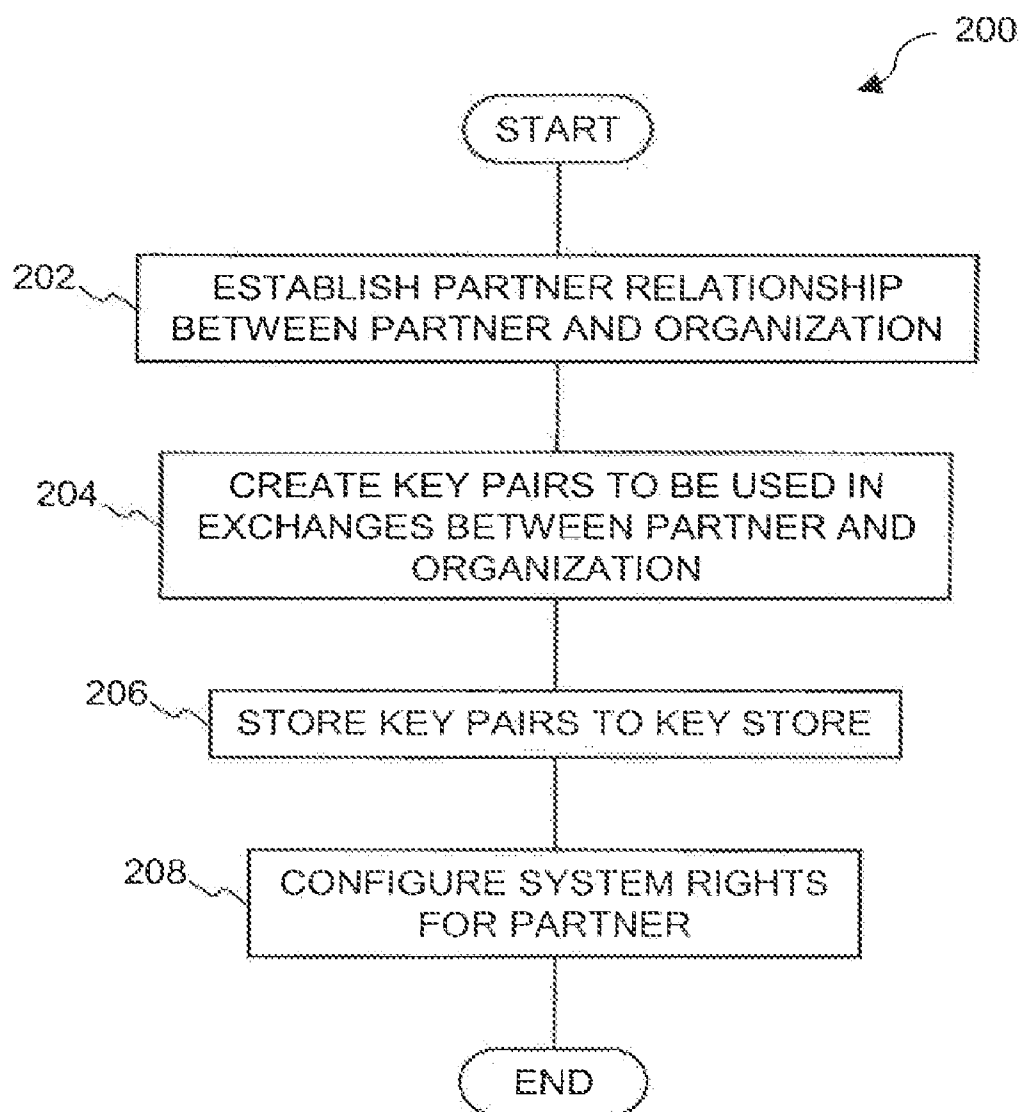 200
START
202
ESTABLISH PARTNER RELATIONSHIP
BETWEEN PARTNER AND ORGANIZATION
204
CREATE KEY PAIRS TO BE USED IN
EXCHANGES BETWEEN PARTNER AND
ORGANIZATION
206
STORE KEY PAIRS TO KEY STORE
208
CONFIGURE SYSTEM RIGHTS
FOR PARTNER
END